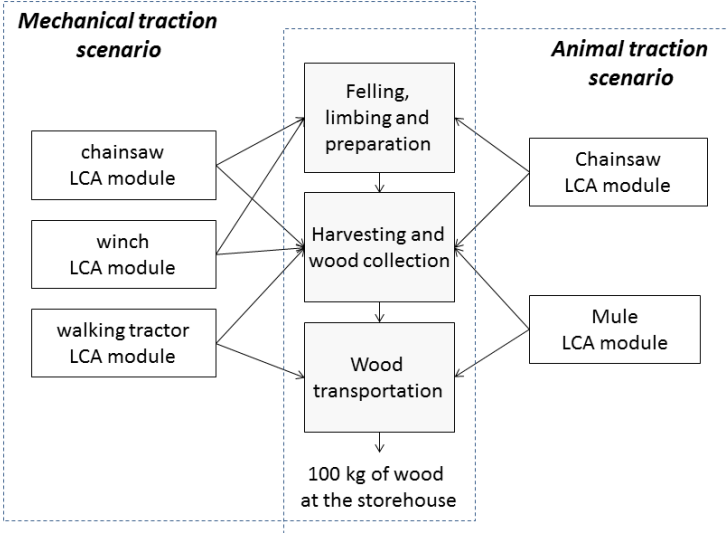 Mechanical traction
scenario
Animal traction
scenario
Felling,
limbing and
preparation
chainsaw
LCA module
Chainsaw
LCA module
winch
LCA module
Harvesting and
wood collection
walking tractor
LCA module
Mule
LCA module
Wood
transportation
100 kg of wood
at the storehouse